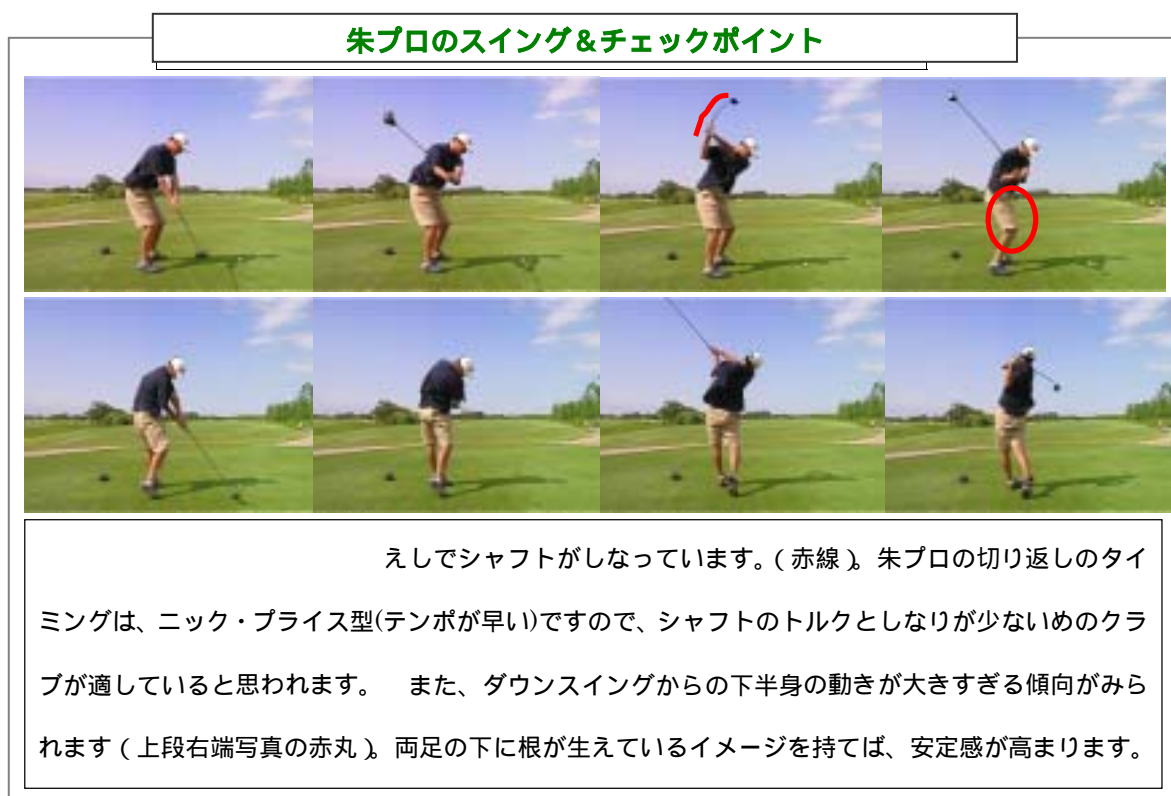 朱プロのスイング＆チェックポイント
えしでシャフトがしなっています。(赤線)。朱プロの切り返しのタイ
ミングは、ニック・プライス型(テンポが早い)ですので、シャフトのトルクとしなりが少ないめのクラ
ブが適していると思われます。　また、ダウンスイングからの下半身の動きが大きすぎる傾向がみら
れます(上段右端写真の赤丸)。両足の下に根が生えているイメージを持てば、安定感が高まります。